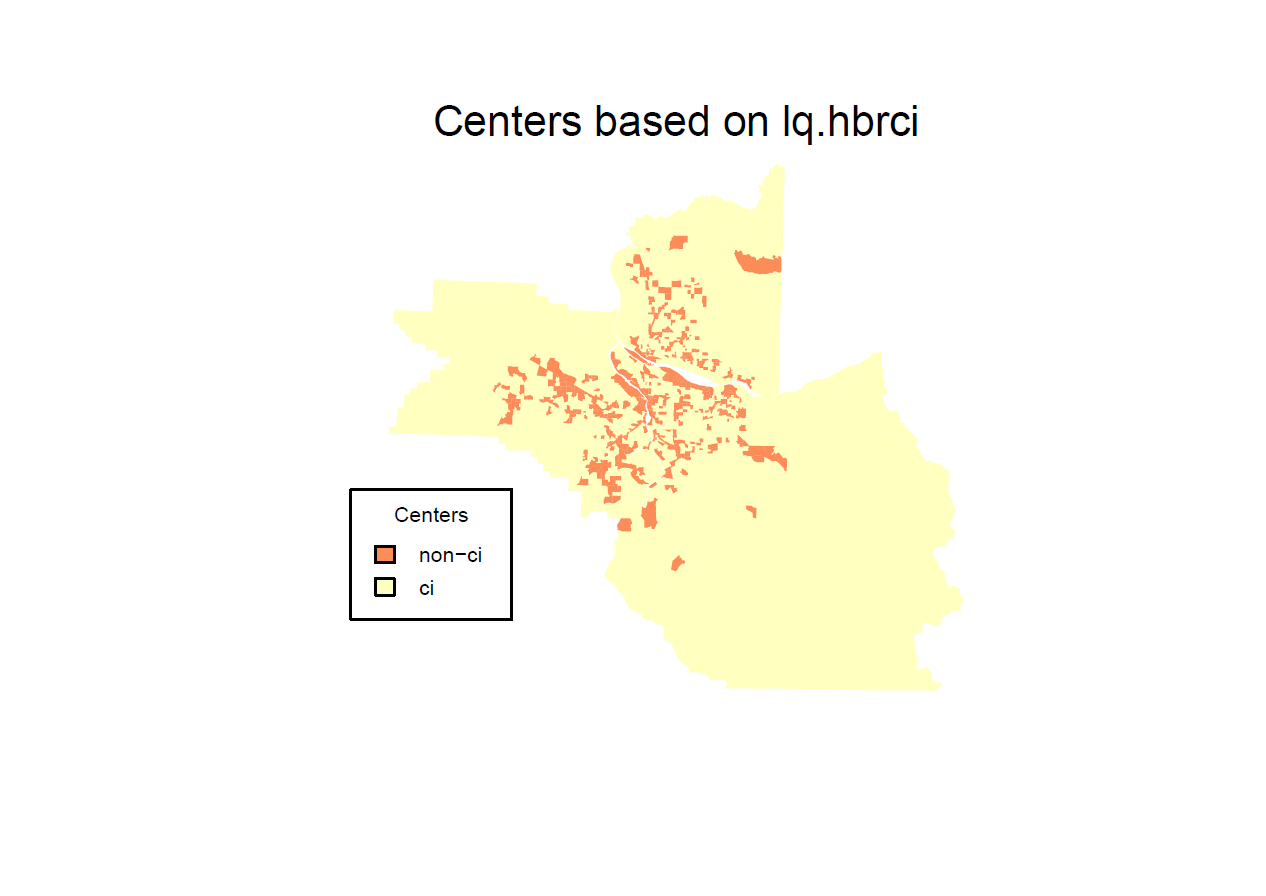 Centers based on lq.hbrci
Centers
non−ci
ci